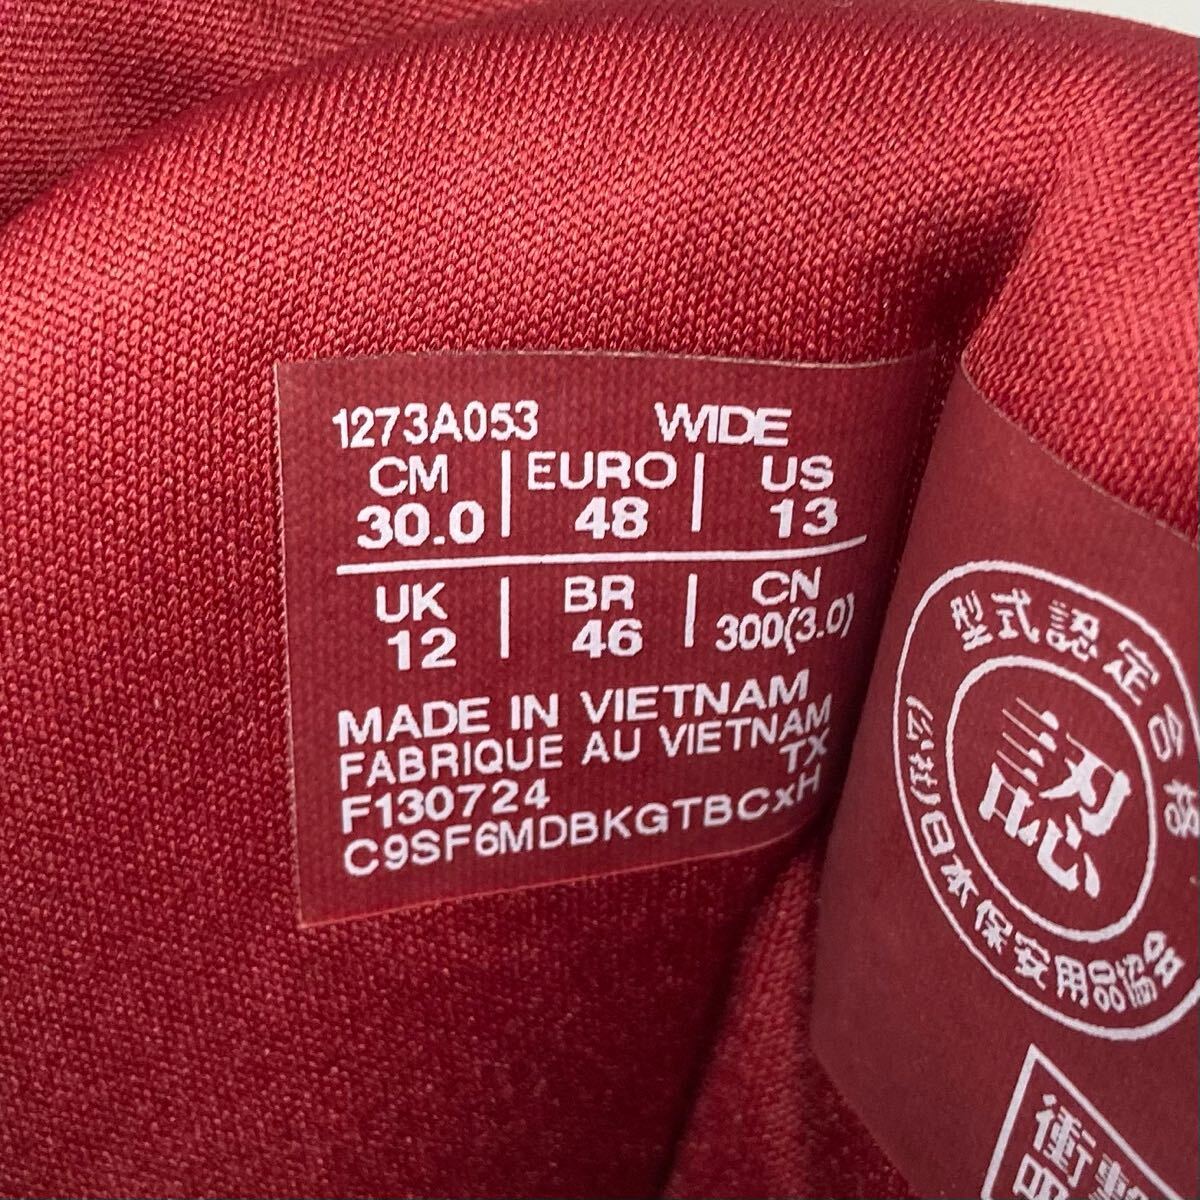 1273A053 WIDE
CM EURO US
30.0 48 13
UK BR CN
12 46 300(3.0)
MADE IN VIETNAM
FABRIQUE AU VIETNAM
F130724 TX
C9SF6MDBKGTBCxH
型式認定合格
認
(公社)日本保安用品協会
衝撃